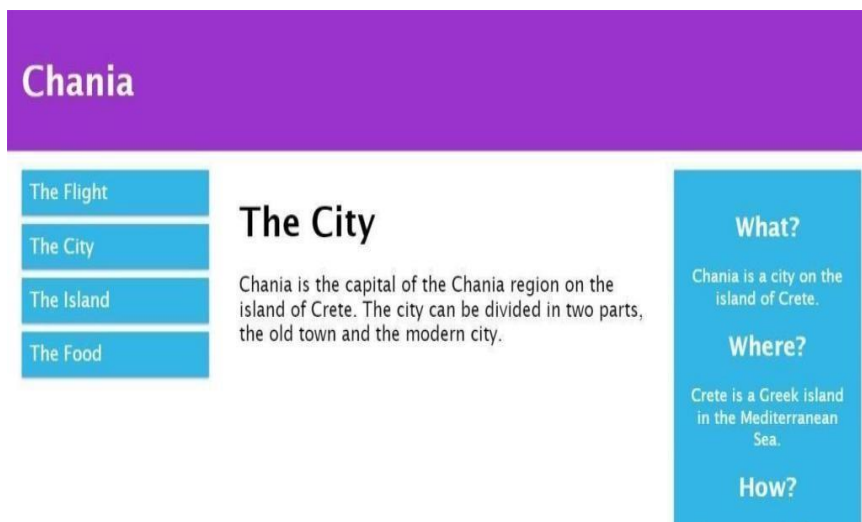 Chania
The Flight
The City
The Island
The Food
The City
Chania is the capital of the Chania region on the
island of Crete. The city can be divided in two parts,
the old town and the modern city.
What?
Chania is a city on the
island of Crete.
Where?
Crete is a Greek island
in the Mediterranean
Sea.
How?